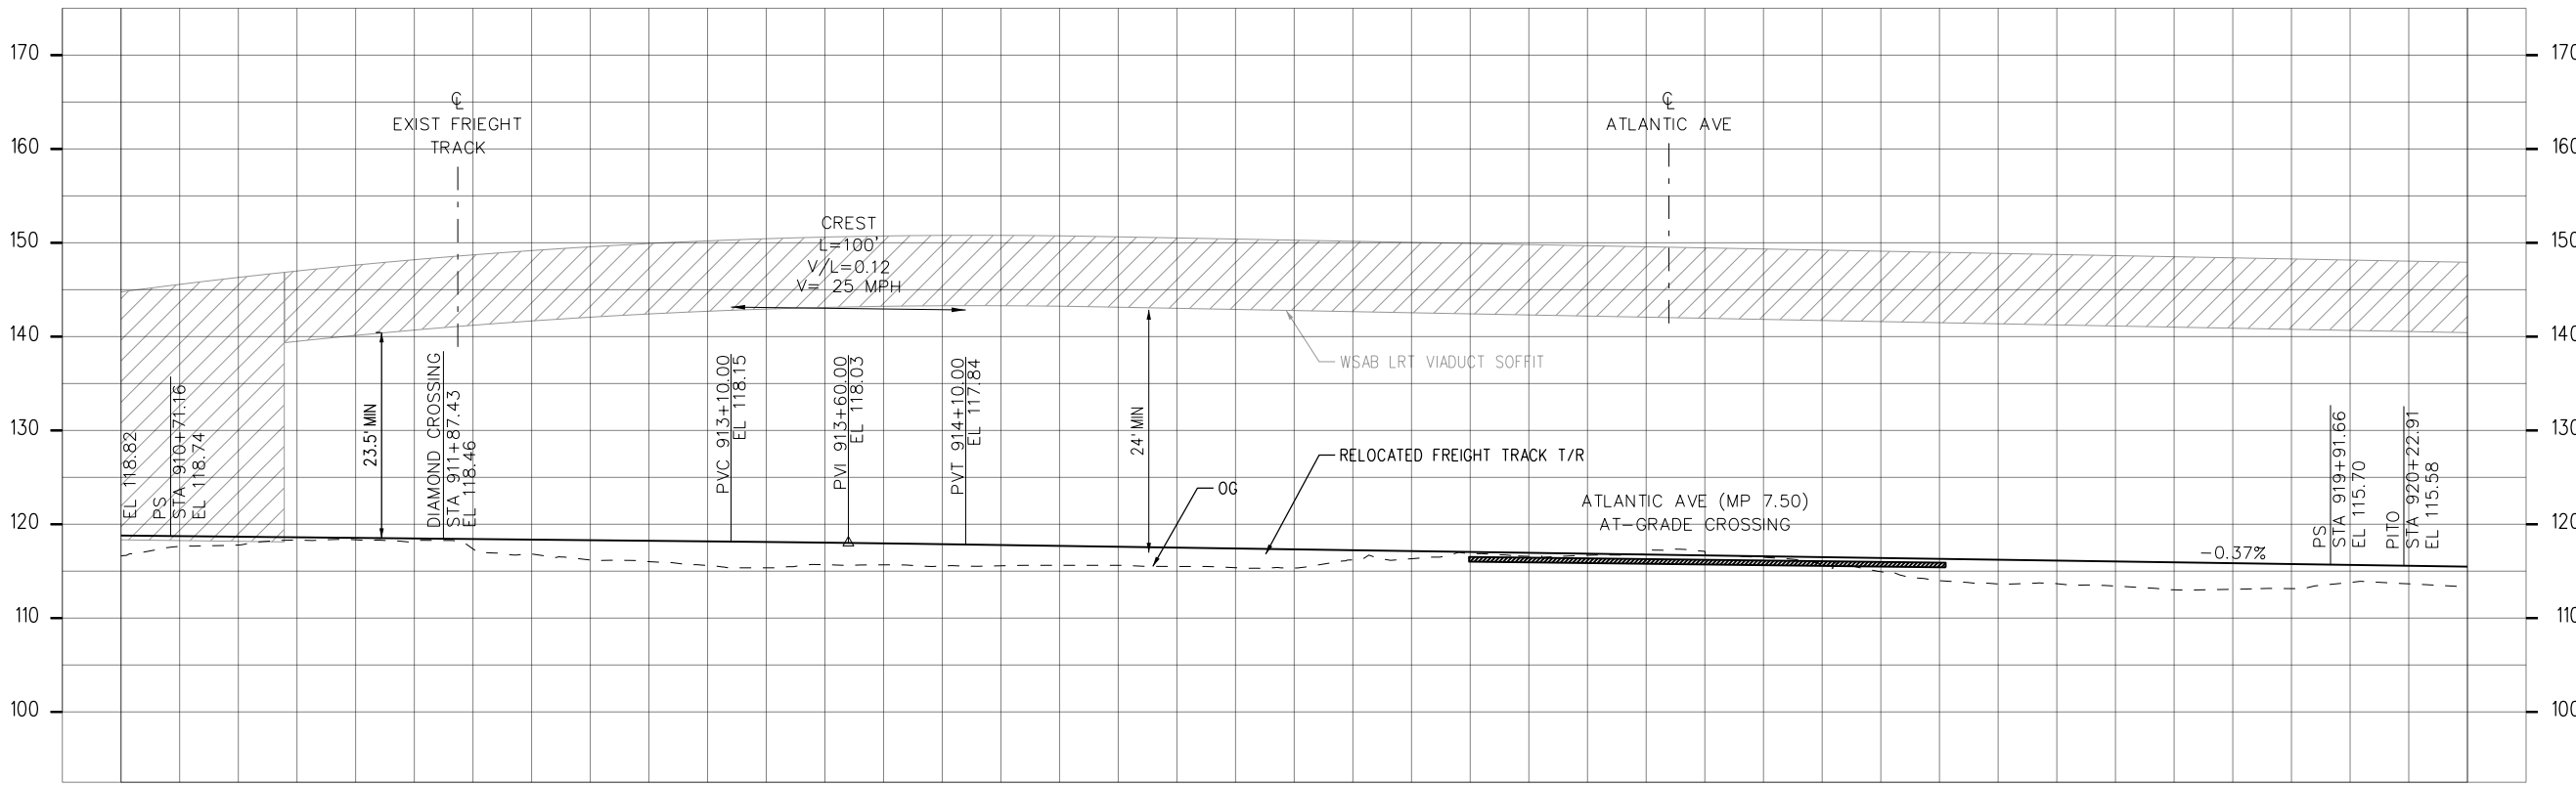 170
160
150
140
130
120
110
100
℄
EXIST FRIEGHT
TRACK
CREST
L=100'
V/L=0.12
V= 25 MPH
℄
ATLANTIC AVE
WSAB LRT VIADUCT SOFFIT
EL 118.82
PS
STA 910+71.16
EL 118.74
23.5' MIN
DIAMOND CROSSING
STA 911+87.43
EL 118.46
PVC 913+10.00
EL 118.15
PVI 913+60.00
EL 118.03
PVT 914+10.00
EL 117.84
24' MIN
RELOCATED FREIGHT TRACK T/R
OG
ATLANTIC AVE (MP 7.50)
AT-GRADE CROSSING
-0.37%
PS
STA 919+91.66
EL 115.70
PITO
STA 920+22.91
EL 115.58
170
160
150
140
130
120
110
100